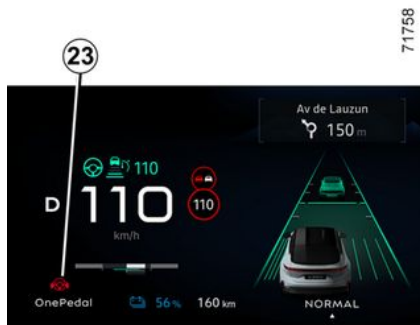 71758
23
Av de Lauzun
150 m
110
D
110
110
km/h
OnePedal
56%
160 km
NORMAL